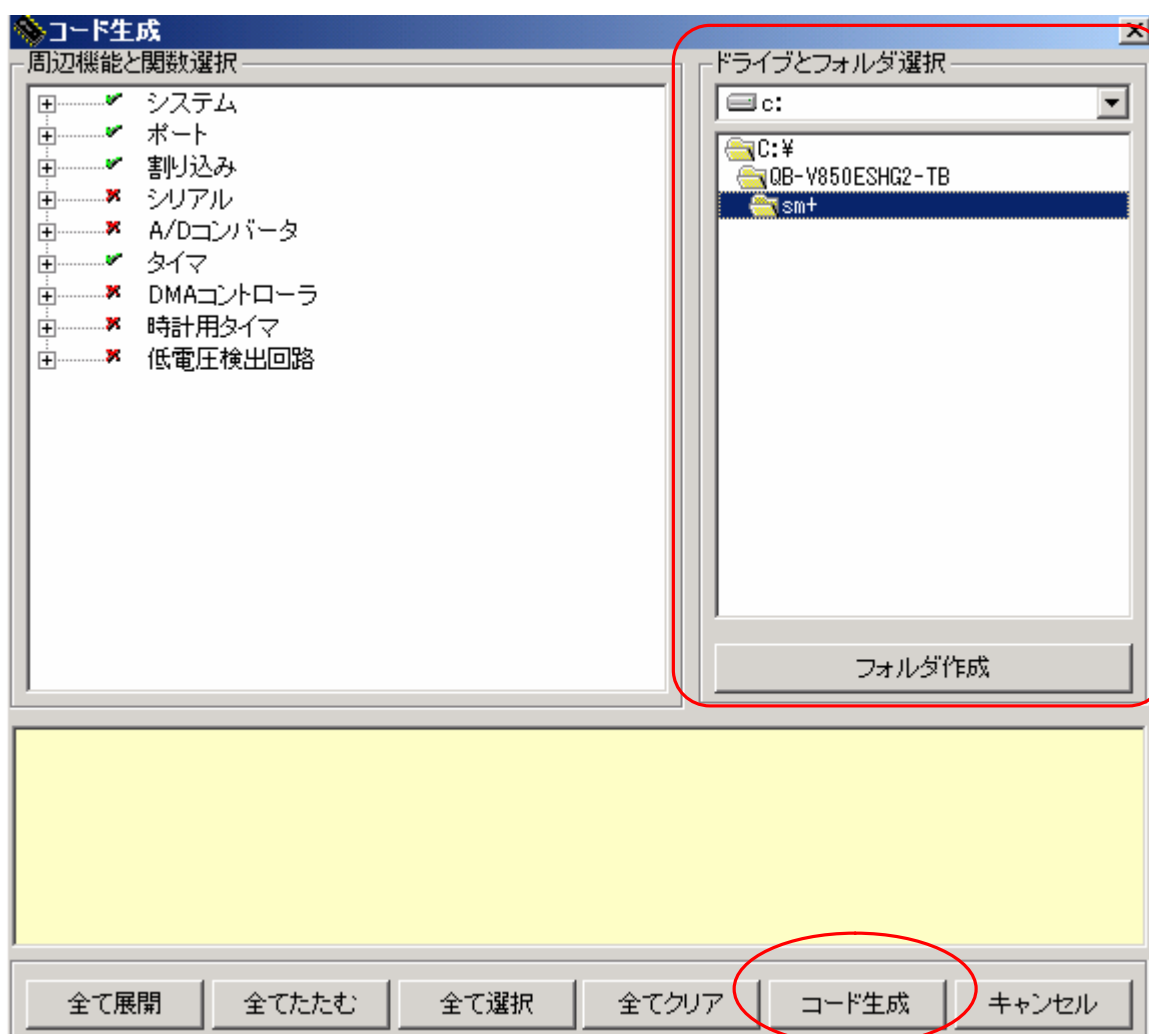 コード生成
周辺機能と関数選択
システム
ポート
割り込み
シリアル
A/Dコンバータ
タイマ
DMAコントローラ
時計用タイマ
低電圧検出回路
ドライブとフォルダ選択
c:
C:¥
QB-V850ESHG2-TB
sm+
フォルダ作成
全て展開 全てたたむ 全て選択 全てクリア コード生成 キャンセル